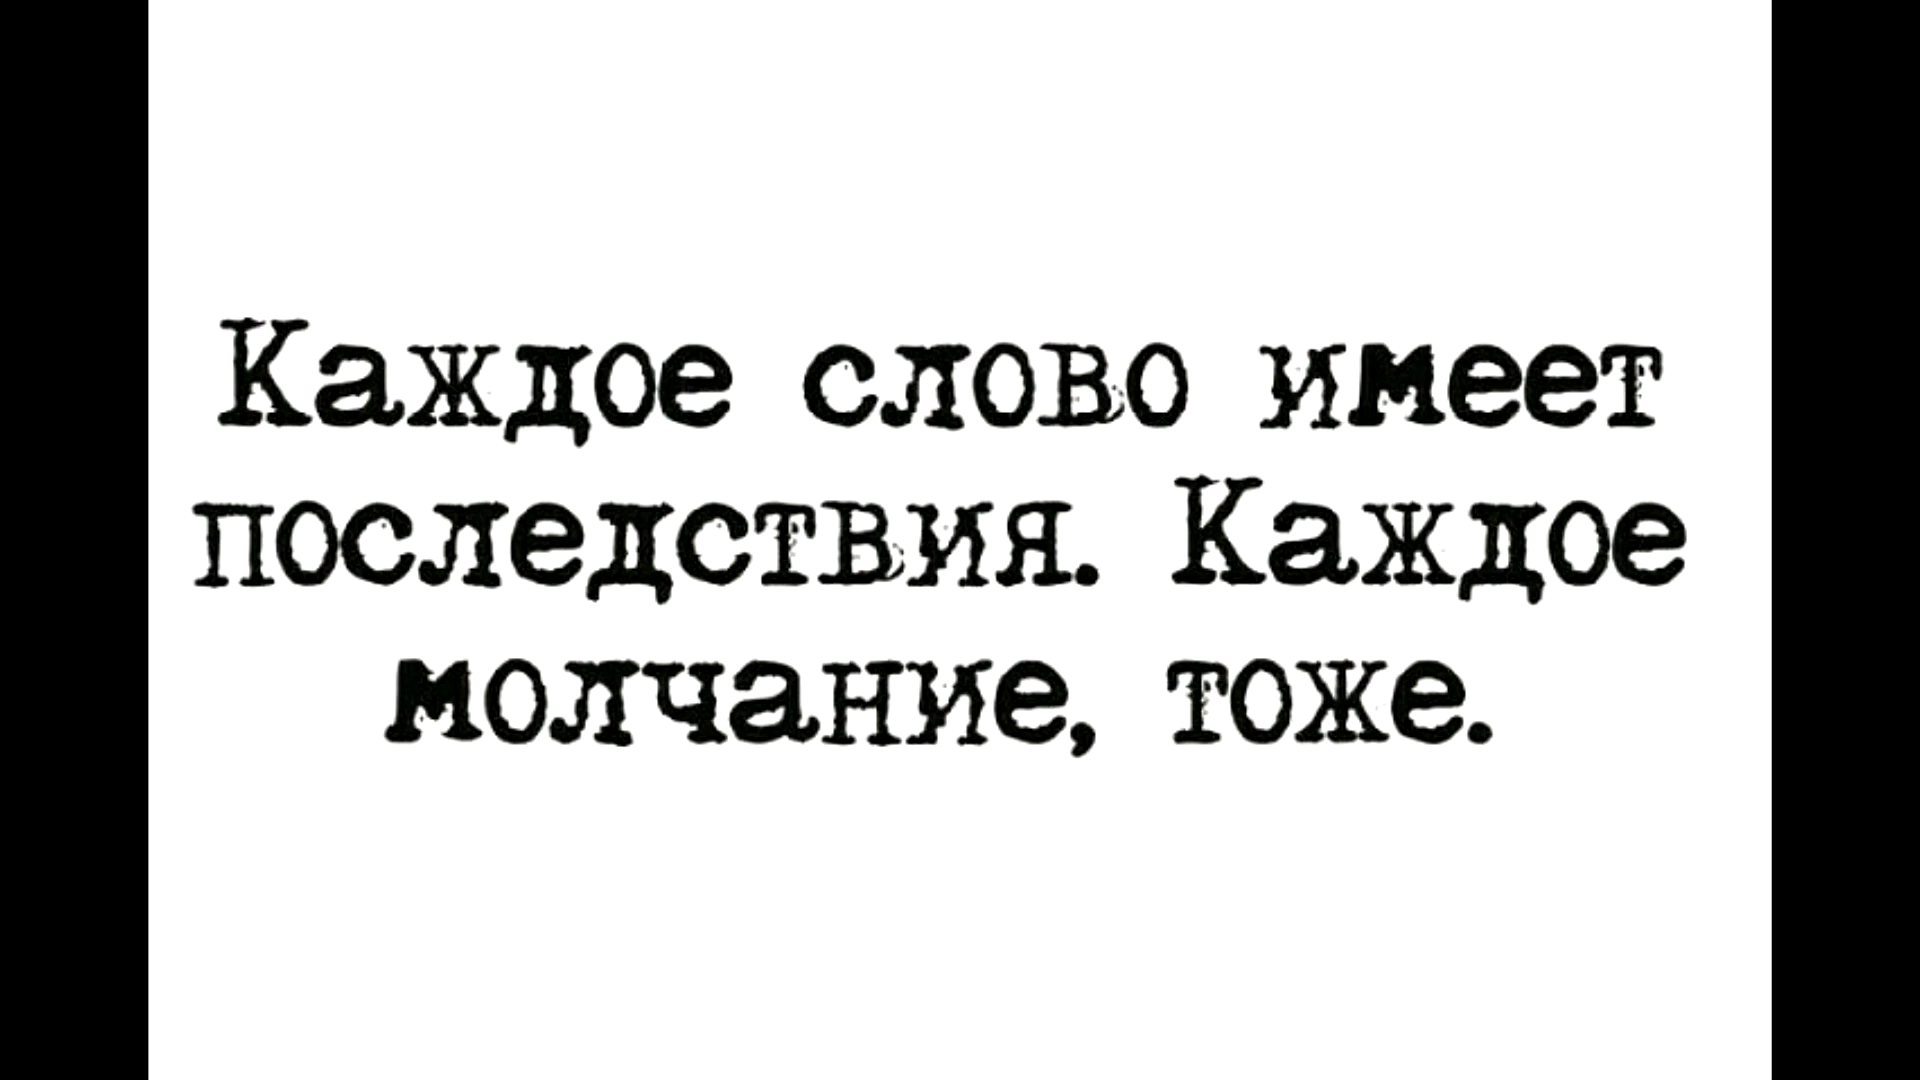 Каждое слово имеет
последствия. Каждое
молчание, тоже.